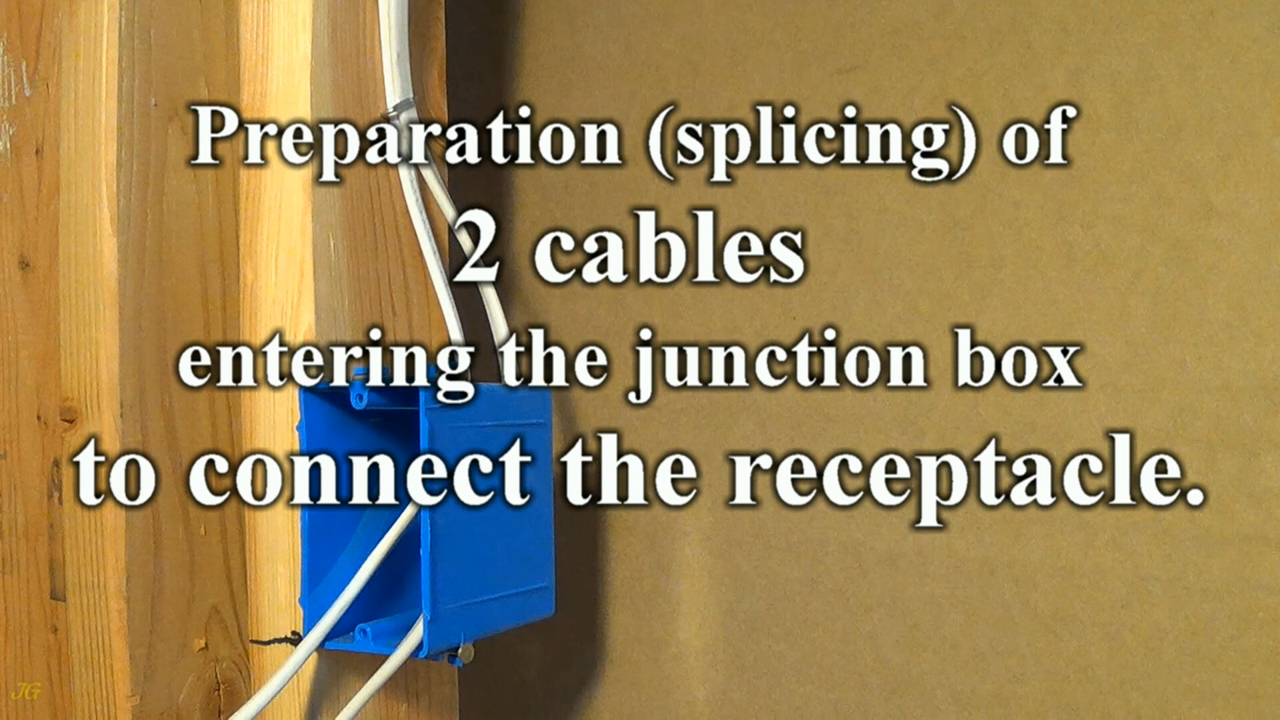 Preparation (splicing) of
2 cables
entering the junction box
to connect the receptacle.
JG